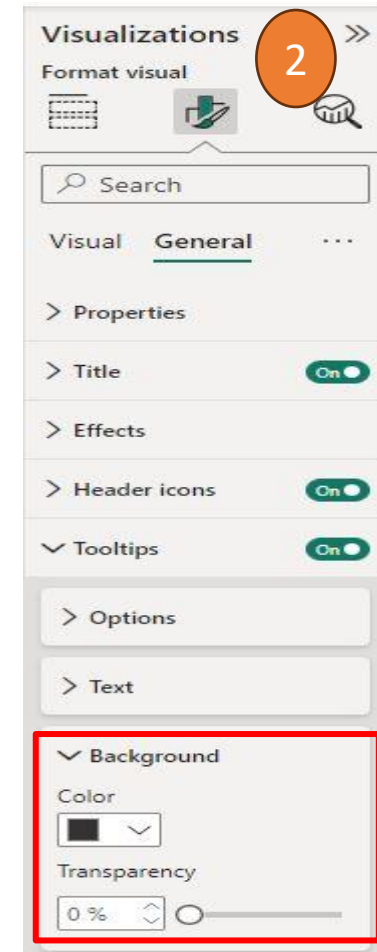 Visualizations
2
Format visual
Search
Visual General ...
Properties
Title On
Effects
Header icons On
Tooltips On
Options
Text
Background
Color
Transparency
0 %